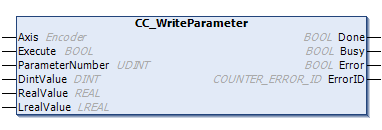 CC_WriteParameter
Axis Encoder BOOL Done
Execute BOOL BOOL Busy
ParameterNumber UDINT BOOL Error
DintValue DINT COUNTER_ERROR_ID ErrorID
RealValue REAL
LrealValue LREAL